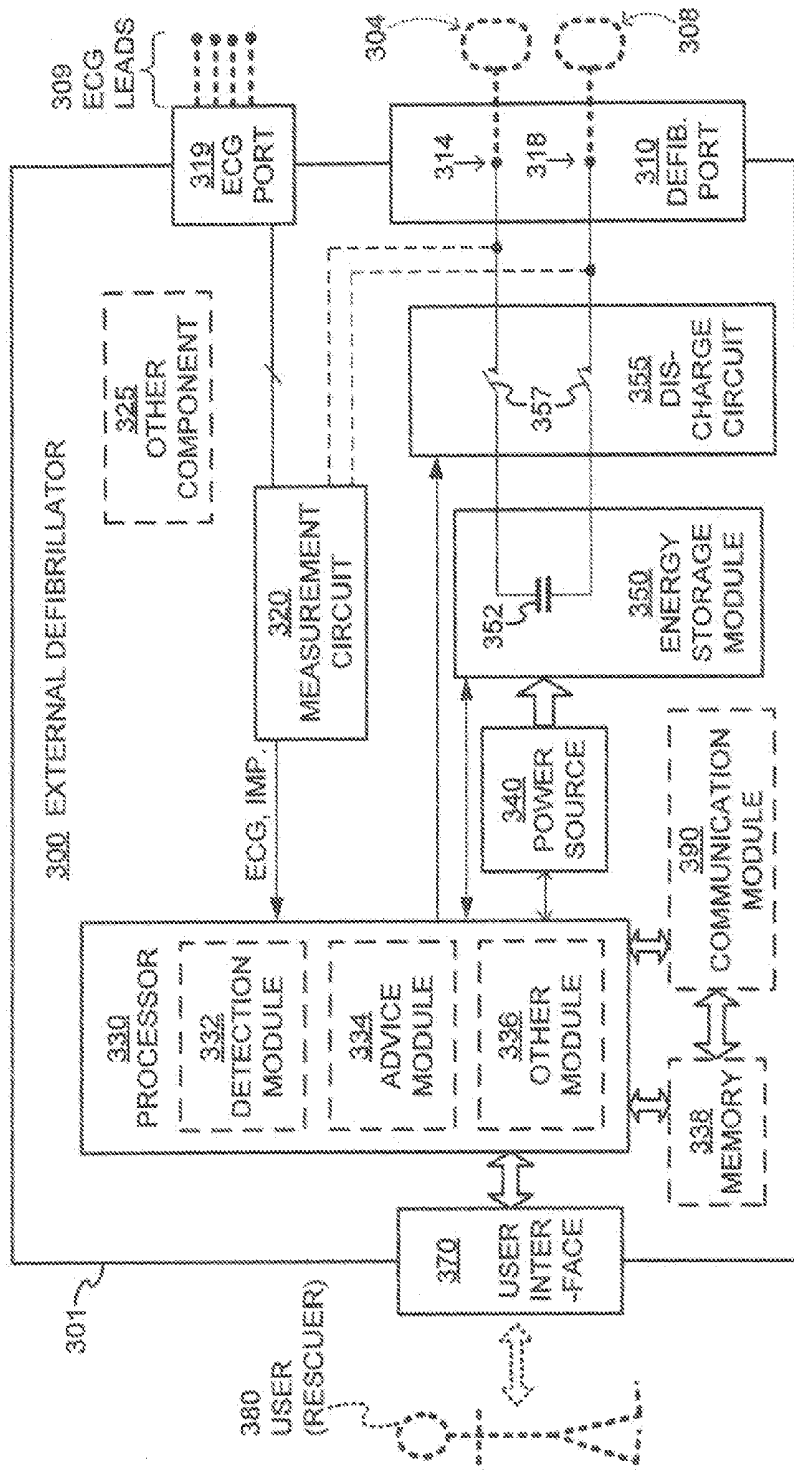 300 EXTERNAL DEFIBRILLATOR
301
380
USER
(RESCUER)
370
USER
INTER
-FACE
330
PROCESSOR
332
DETECTION
MODULE
334
ADVICE
MODULE
336
OTHER
MODULE
338
MEMORY
390
COMMUNICATION
MODULE
ECG, IMP.
320
MEASUREMENT
CIRCUIT
325
OTHER
COMPONENT
340
POWER
SOURCE
352
350
ENERGY
STORAGE
MODULE
357
355
DIS-
CHARGE
CIRCUIT
319
ECG
PORT
309
ECG
LEADS
314
318
310
DEFIB.
PORT
304
308